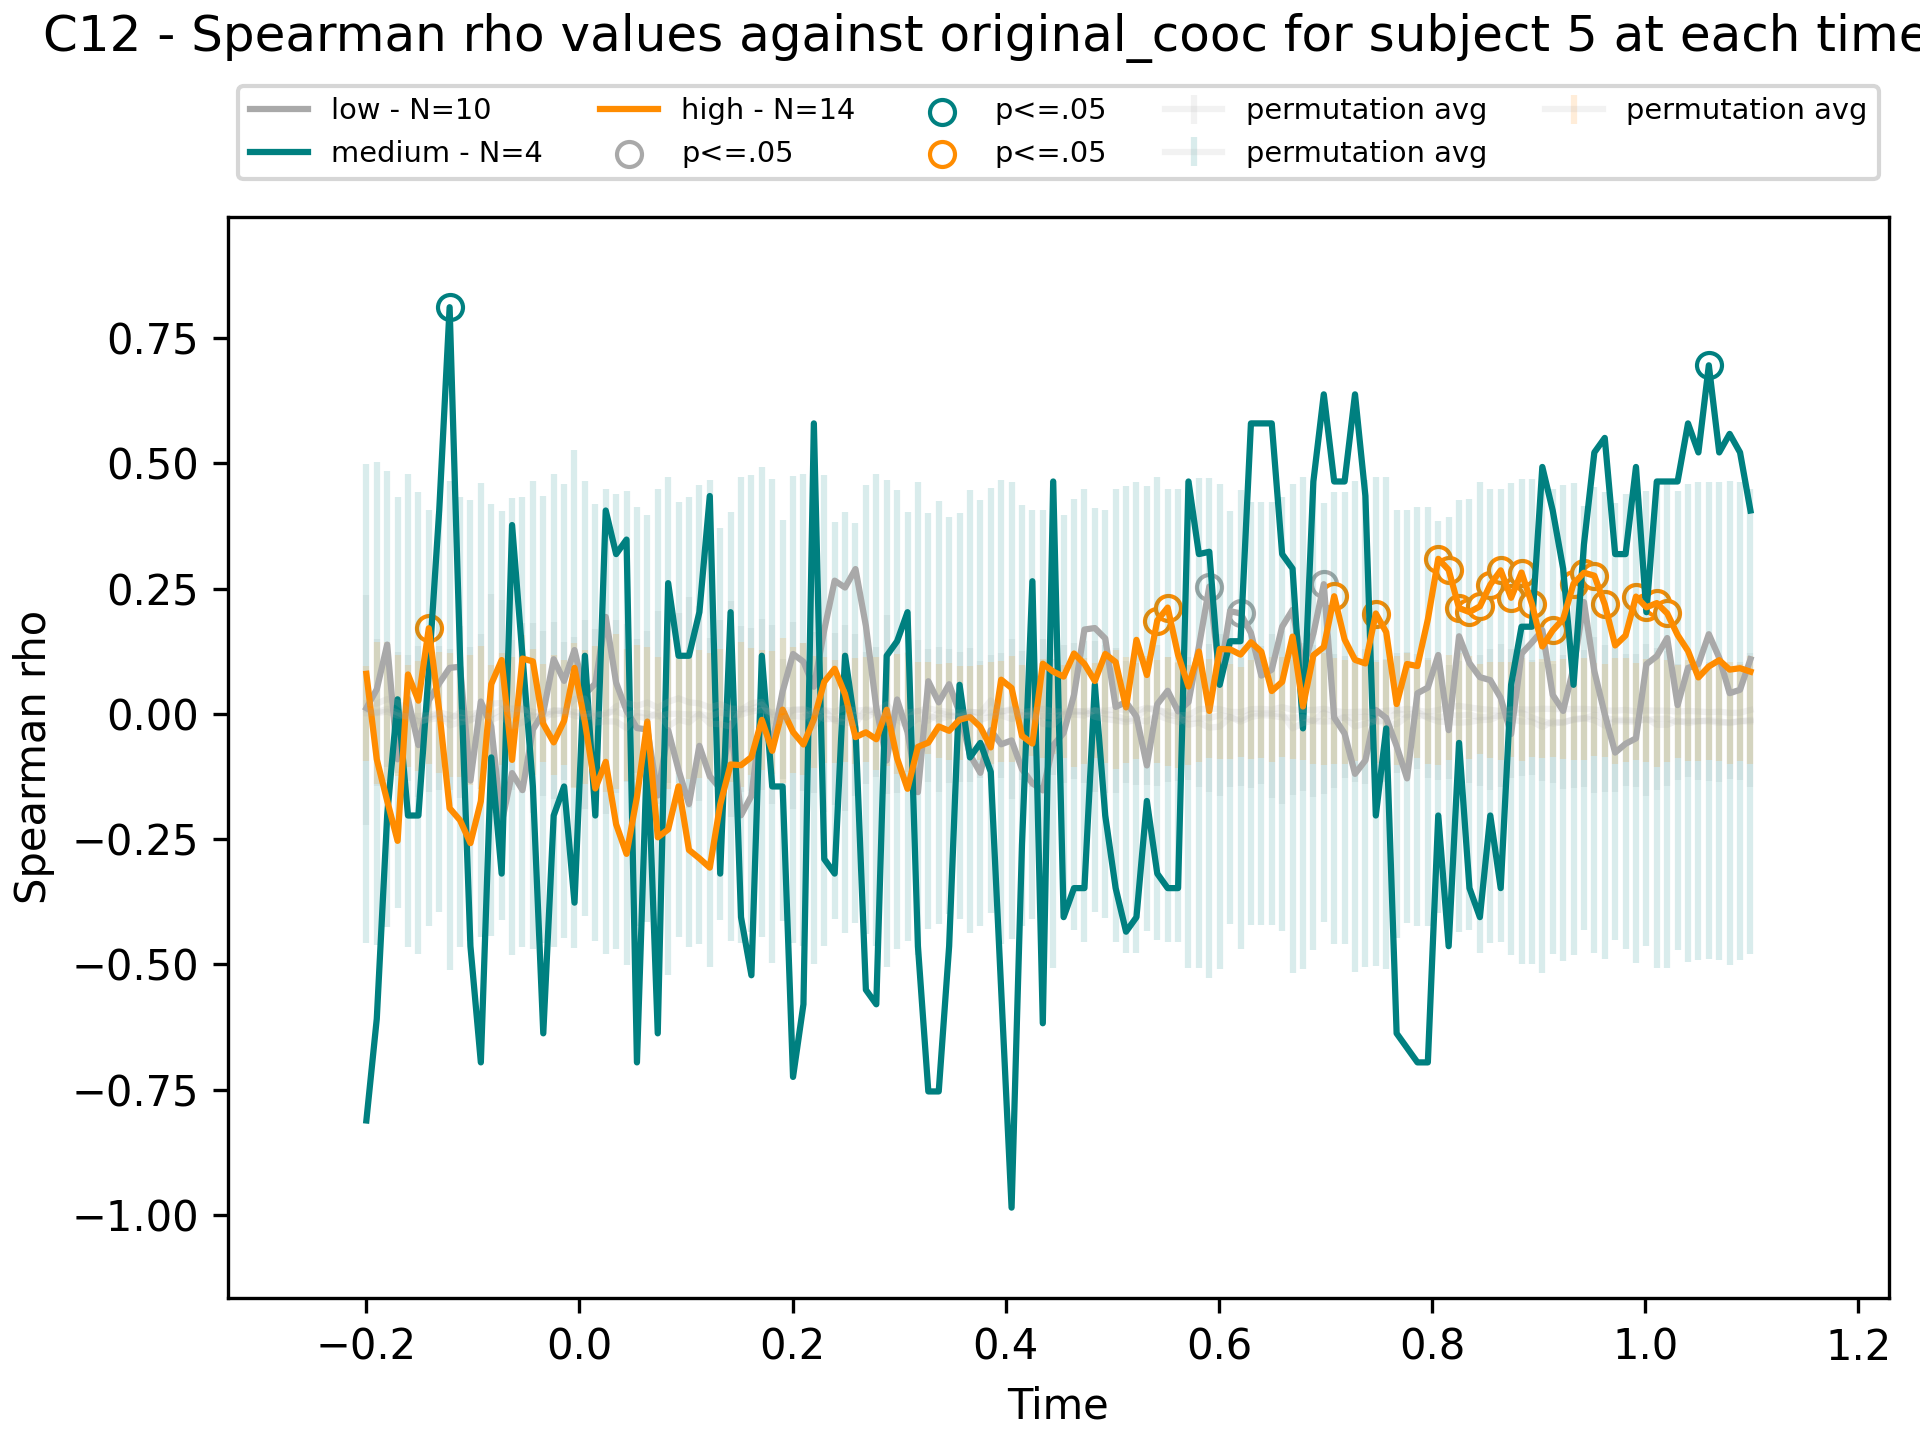 C12 - Spearman rho values against original_cooc for subject 5 at each time
low - N=10 high - N=14 p<=.05 permutation avg permutation avg
medium - N=4 p<=.05 p<=.05 permutation avg
0.75
0.50
0.25
0.00
−0.25
−0.50
−0.75
−1.00
Spearman rho
−0.2 0.0 0.2 0.4 0.6 0.8 1.0 1.2
Time